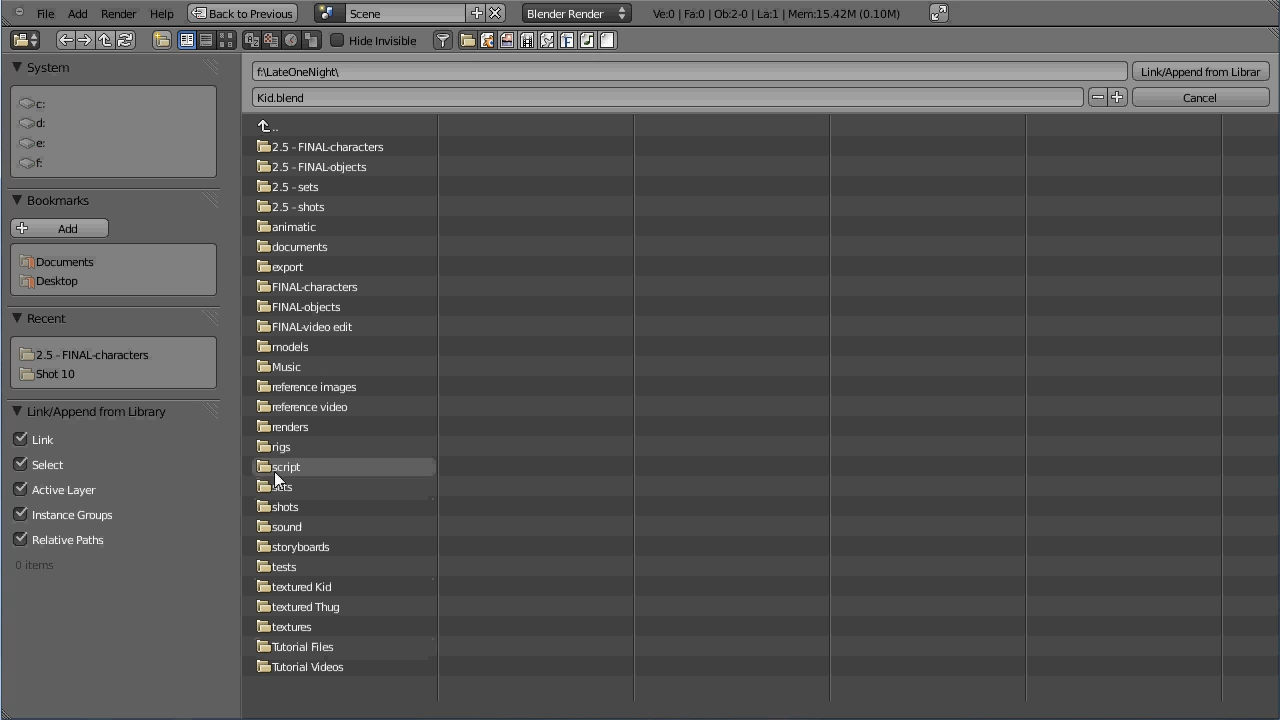 File Add Render Help Back to Previous Scene Blender Render Ve:0 | Fa:0 | Ob:2-0 | La:1 | Mem:15.42M (0.10M)
Hide Invisible
System
c:
d:
e:
f:
Bookmarks
Add
Documents
Desktop
Recent
2.5 - FINAL-characters
Shot 10
Link/Append from Library
Link
Select
Active Layer
Instance Groups
Relative Paths
0 items
f:\LateOneNight\
Link/Append from Librar
Kid.blend
Cancel
..
2.5 - FINAL-characters
2.5 - FINAL-objects
2.5 - sets
2.5 - shots
animatic
documents
export
FINAL-characters
FINAL-objects
FINAL-video edit
models
Music
reference images
reference video
renders
rigs
script
sets
shots
sound
storyboards
tests
textured Kid
textured Thug
textures
Tutorial Files
Tutorial Videos